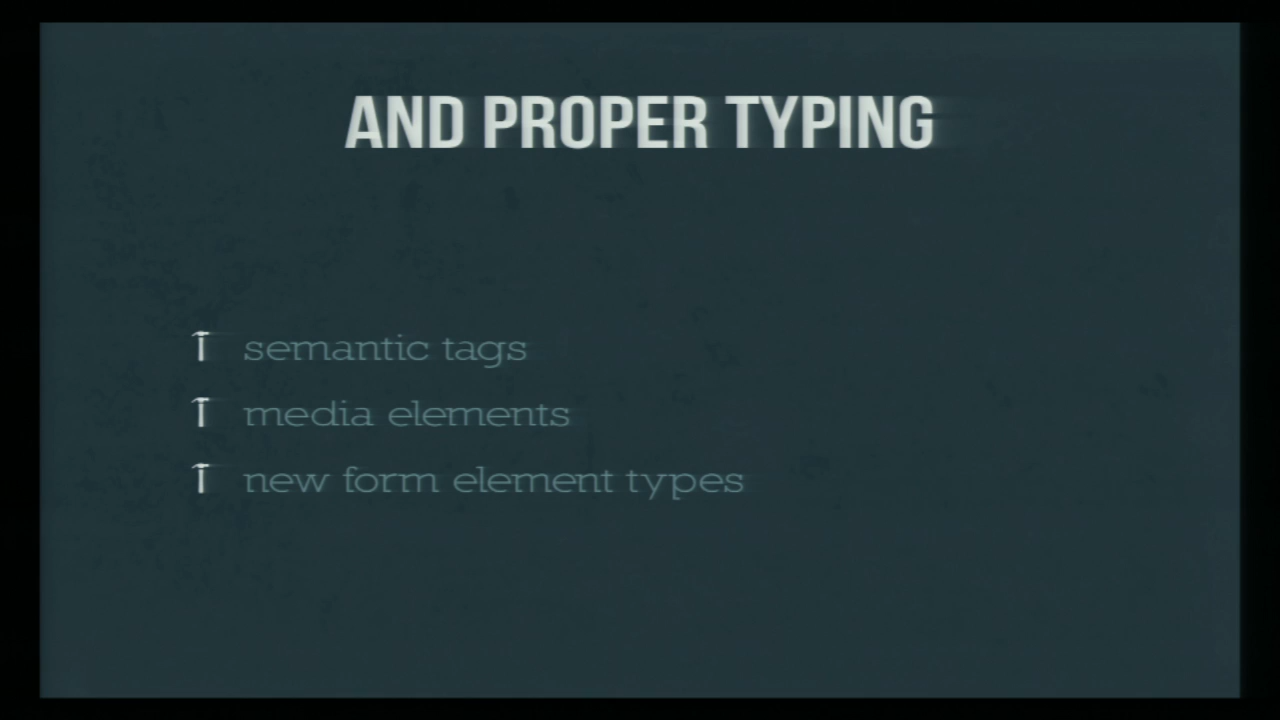 AND PROPER TYPING
semantic tags
media elements
new form element types